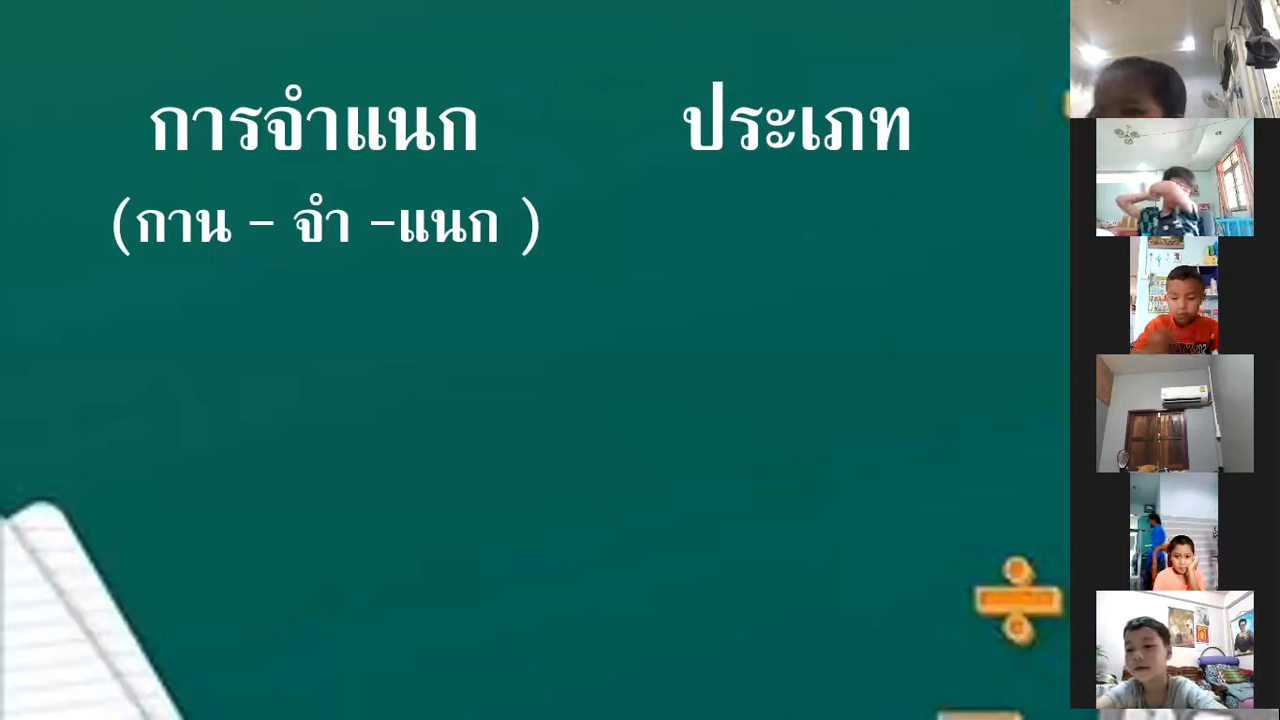 การจำแนก ประเภท
(กาน - จำ -แนก )